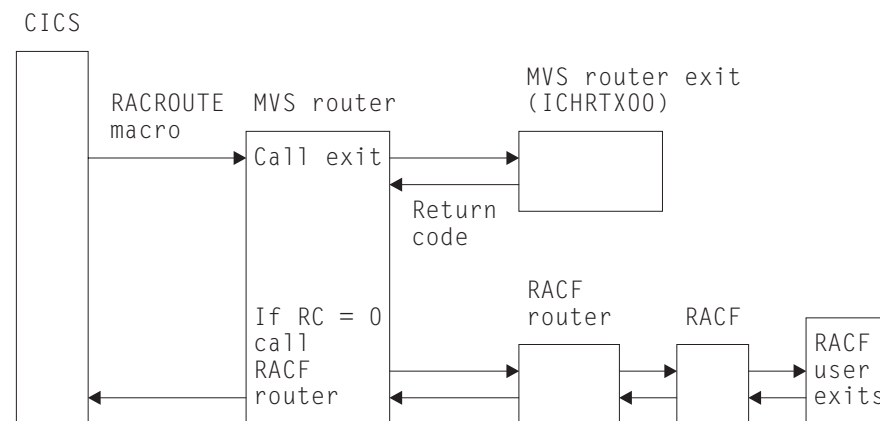 CICS
RACROUTE
macro
MVS router
MVS router exit
(ICHRTX00)
Call exit
Return
code
If RC = 0
call
RACF
router
RACF
router
RACF
RACF
user
exits